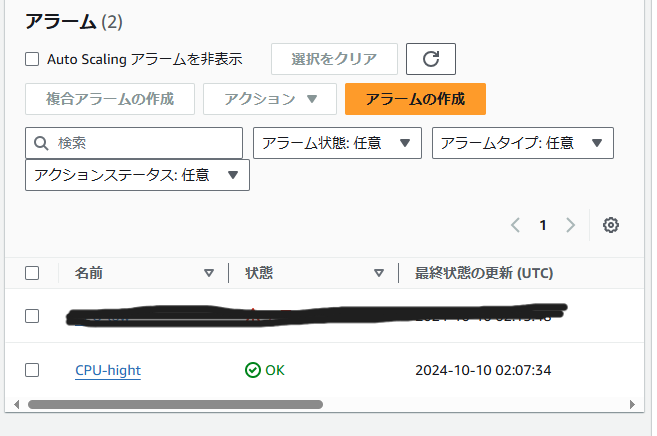 アラーム (2)
Auto Scaling アラームを非表示
選択をクリア
複合アラームの作成
アクション
アラームの作成
検索
アラーム状態: 任意
アラームタイプ: 任意
アクションステータス: 任意
1
名前
状態
最終状態の更新 (UTC)
CPU-hight
OK
2024-10-10 02:07:34